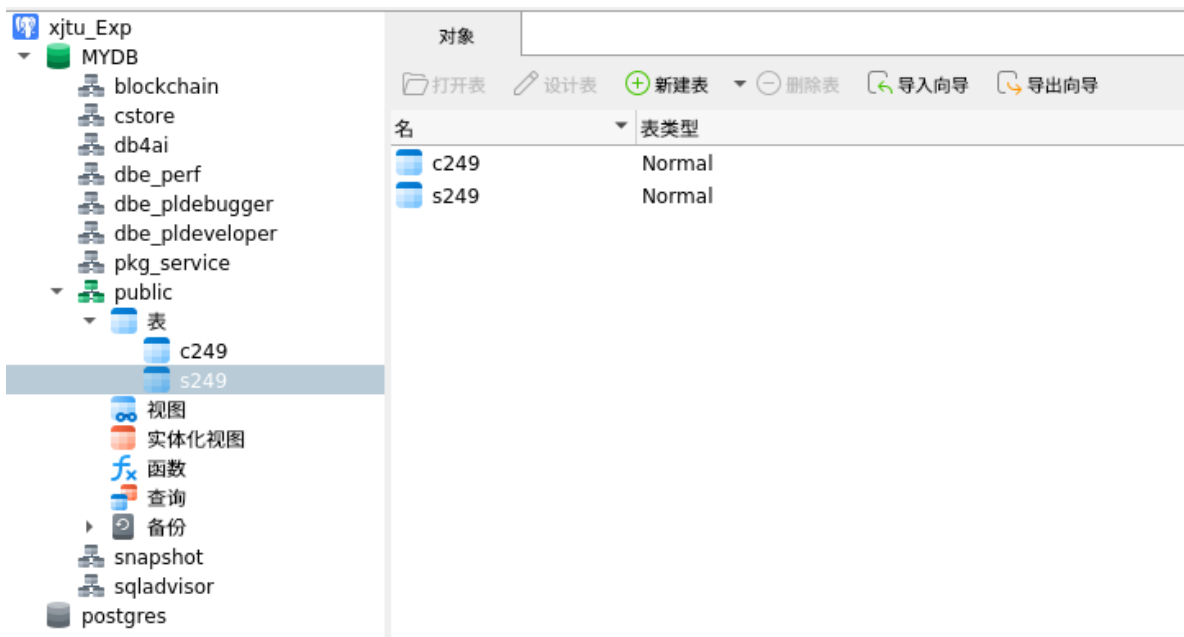 xjtu_Exp
MYDB
blockchain
cstore
db4ai
dbe_perf
dbe_pldebugger
dbe_pldeveloper
pkg_service
public
表
c249
s249
视图
实体化视图
函数
查询
备份
snapshot
sqladvisor
postgres
对象
打开表 设计表 新建表 删除表 导入向导 导出向导
名 表类型
c249 Normal
s249 Normal